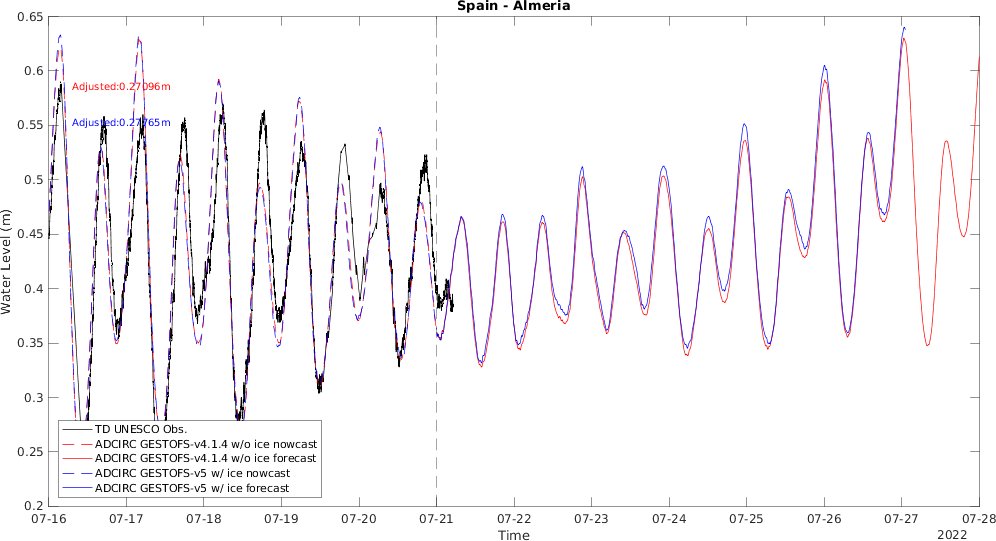 Spain - Almeria
0.65
0.6
0.55
0.5
0.45
0.4
0.35
0.3
0.25
0.2
Water Level (m)
Adjusted:0.27096m
Adjusted:0.27765m
TD UNESCO Obs.
ADCIRC GESTOFS-v4.1.4 w/o ice nowcast
ADCIRC GESTOFS-v4.1.4 w/o ice forecast
ADCIRC GESTOFS-v5 w/ ice nowcast
ADCIRC GESTOFS-v5 w/ ice forecast
07-16 07-17 07-18 07-19 07-20 07-21 07-22 07-23 07-24 07-25 07-26 07-27 07-28
Time
2022